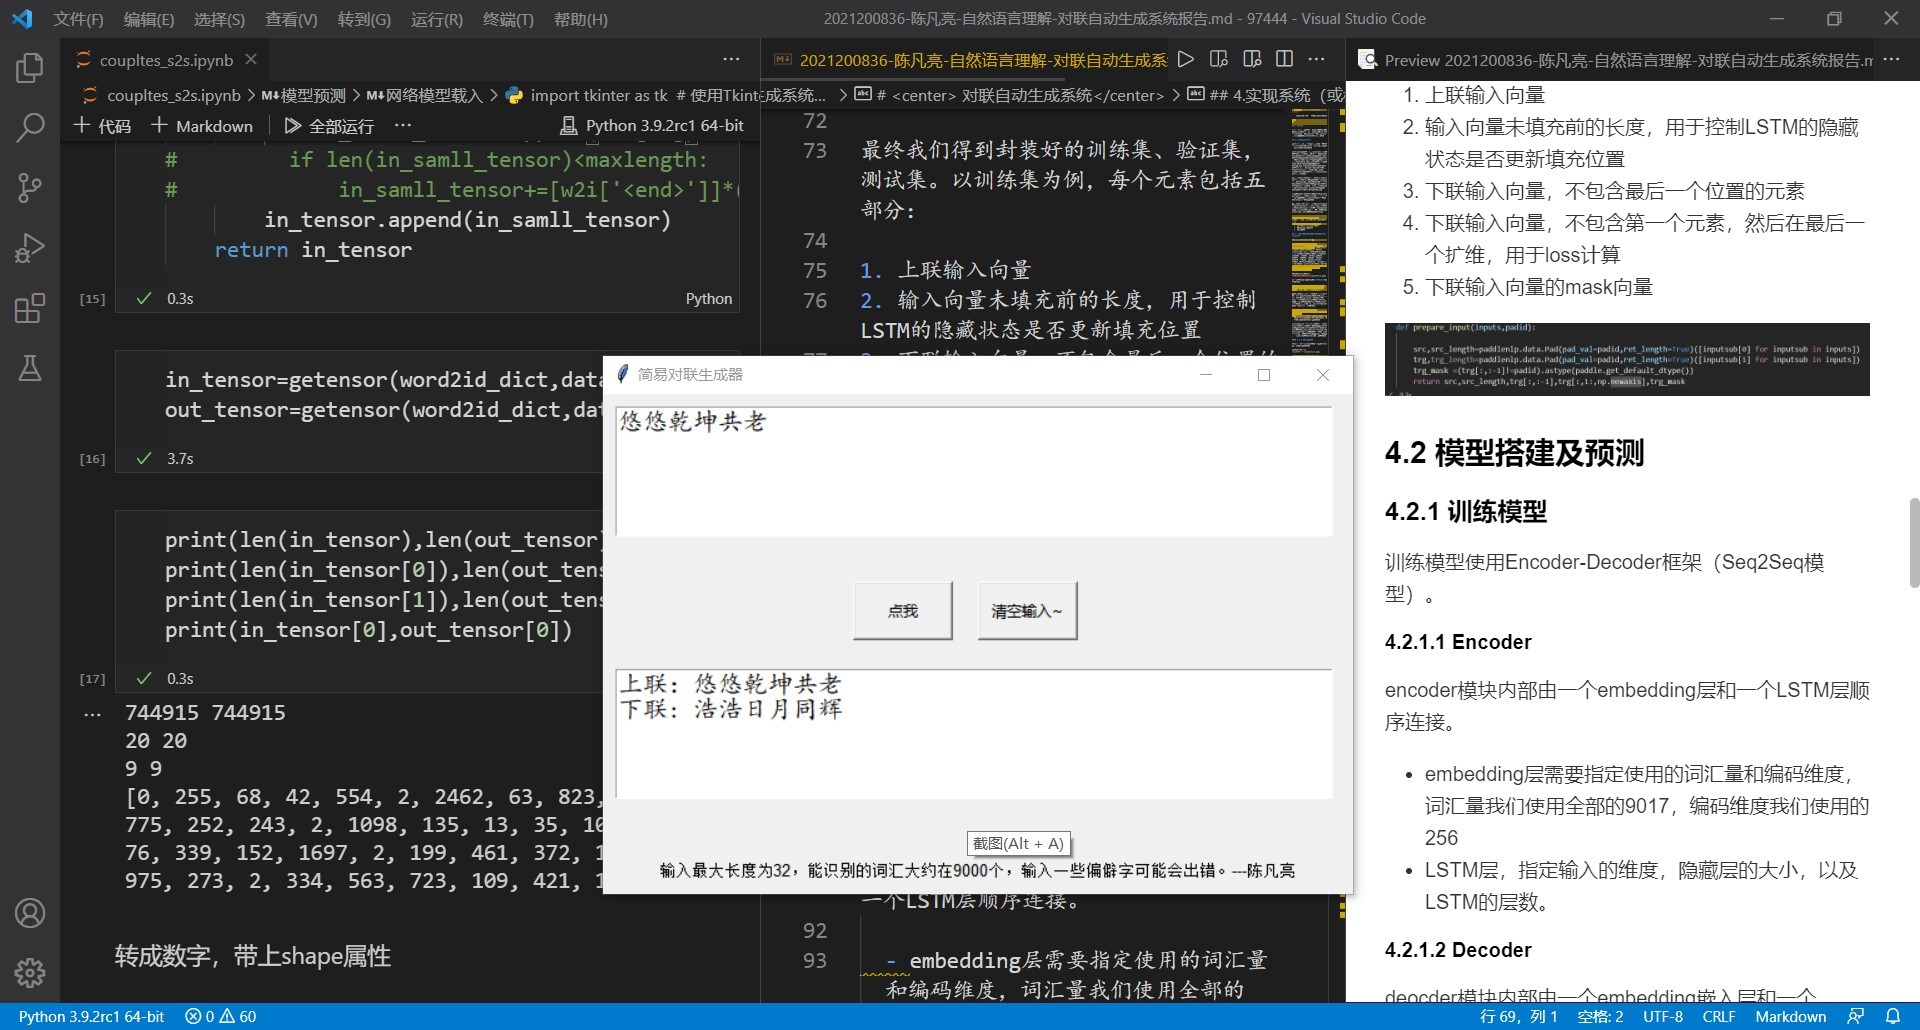 文件(F) 编辑(E) 选择(S) 查看(V) 转到(G) 运行(R) 终端(T) 帮助(H)
2021200836-陈凡亮-自然语言理解-对联自动生成系统报告.md - 97444 - Visual Studio Code
coupltes_s2s.ipynb
coupltes_s2s.ipynb > M↓模型预测 > M↓网络模型载入 > import tkinter as tk # 使用Tkint
+ 代码 + Markdown 全部运行 ···
Python 3.9.2rc1 64-bit
# if len(in_samll_tensor)<maxlength:
# in_samll_tensor+=[w2i['<end>']]*(
in_tensor.append(in_samll_tensor)
return in_tensor
[15] ✓ 0.3s Python
in_tensor=getensor(word2id_dict,data
out_tensor=getensor(word2id_dict,dat
[16] ✓ 3.7s
print(len(in_tensor),len(out_tensor)
print(len(in_tensor[0]),len(out_tens
print(len(in_tensor[1]),len(out_tens
print(in_tensor[0],out_tensor[0])
[17] ✓ 0.3s
744915 744915
20 20
9 9
[0, 255, 68, 42, 554, 2, 2462, 63, 823,
775, 252, 243, 2, 1098, 135, 13, 35, 10
76, 339, 152, 1697, 2, 199, 461, 372, 1
975, 273, 2, 334, 563, 723, 109, 421, 1
转成数字，带上shape属性
2021200836-陈凡亮-自然语言理解-对联自动生成系
成系统... > # <center> 对联自动生成系统</center> > ## 4.实现系统（或
72
73 最终我们得到封装好的训练集、验证集，
测试集。以训练集为例，每个元素包括五
部分：
74
75 1. 上联输入向量
76 2. 输入向量未填充前的长度，用于控制
LSTM的隐藏状态是否更新填充位置
简易对联生成器
悠悠乾坤共老
点我 清空输入~
上联：悠悠乾坤共老
下联：浩浩日月同辉
截图(Alt + A)
输入最大长度为32，能识别的词汇大约在9000个，输入一些偏僻字可能会出错。---陈凡亮
一个LSTM层顺序连接。
92
93 - embedding层需要指定使用的词汇量
和编码维度，词汇量我们使用全部的
Preview 2021200836-陈凡亮-自然语言理解-对联自动生成系统报告.m
1. 上联输入向量
2. 输入向量未填充前的长度，用于控制LSTM的隐藏
状态是否更新填充位置
3. 下联输入向量，不包含最后一个位置的元素
4. 下联输入向量，不包含第一个元素，然后在最后一
个扩维，用于loss计算
5. 下联输入向量的mask向量
def prepare_input(inputs,padid):
src,src_length=paddlenlp.data.Pad(pad_val=padid,ret_length=True)([inputsub[0] for inputsub in inputs])
trg,trg_length=paddlenlp.data.Pad(pad_val=padid,ret_length=True)([inputsub[1] for inputsub in inputs])
trg_mask =(trg[:,:-1]!=padid).astype(paddle.get_default_dtype())
return src,src_length,trg[:,:-1],trg[:,1:,np.newaxis],trg_mask
4.2 模型搭建及预测
4.2.1 训练模型
训练模型使用Encoder-Decoder框架（Seq2Seq模
型）。
4.2.1.1 Encoder
encoder模块内部由一个embedding层和一个LSTM层顺
序连接。
• embedding层需要指定使用的词汇量和编码维度，
词汇量我们使用全部的9017，编码维度我们使用的
256
• LSTM层，指定输入的维度，隐藏层的大小，以及
LSTM的层数。
4.2.1.2 Decoder
deocder模块内部由一个embedding嵌入层和一个
Python 3.9.2rc1 64-bit 0 60
行 69，列 1 空格: 2 UTF-8 CRLF Markdown